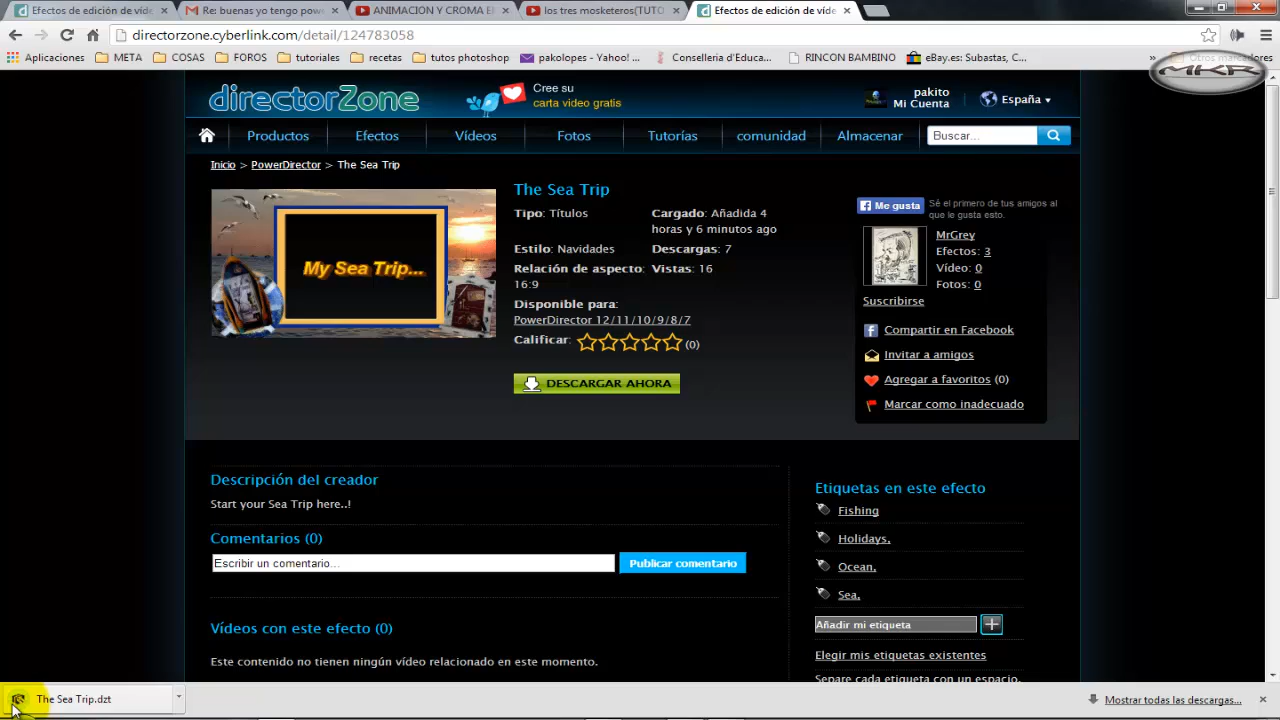 Efectos de edición de víde
Re: buenas yo tengo pow
ANIMACION Y CROMA E
los tres mosketeros(TUTO
Efectos de edición de víde
directorzone.cyberlink.com/detail/124783058
Aplicaciones
META
COSAS
FOROS
tutoriales
recetas
tutos photoshop
pakolopes - Yahoo! ...
Conselleria d'Educa...
RINCON BAMBINO
eBay.es: Subastas, C...
»
Otros marcadores
MKR
directorZone
Cree su
carta video gratis
pakito
Mi Cuenta
España
Productos
Efectos
Vídeos
Fotos
Tutorías
comunidad
Almacenar
Buscar...
Inicio > PowerDirector > The Sea Trip
My Sea Trip...
The Sea Trip
Tipo: Títulos
Cargado: Añadida 4
horas y 6 minutos ago
Estilo: Navidades
Descargas: 7
Relación de aspecto:
16:9
Vistas: 16
Disponible para:
PowerDirector 12/11/10/9/8/7
Calificar:
(0)
DESCARGAR AHORA
Me gusta
Sé el primero de tus amigos al
que le gusta esto.
MrGrey
Efectos: 3
Vídeo: 0
Fotos: 0
Suscribirse
Compartir en Facebook
Invitar a amigos
Agregar a favoritos (0)
Marcar como inadecuado
Descripción del creador
Start your Sea Trip here..!
Comentarios (0)
Escribir un comentario...
Publicar comentario
Vídeos con este efecto (0)
Este contenido no tienen ningún vídeo relacionado en este momento.
Etiquetas en este efecto
Fishing
Holidays,
Ocean,
Sea,
Añadir mi etiqueta
Elegir mis etiquetas existentes
Separe cada etiqueta con un espacio.
The Sea Trip.dzt
Mostrar todas las descargas...